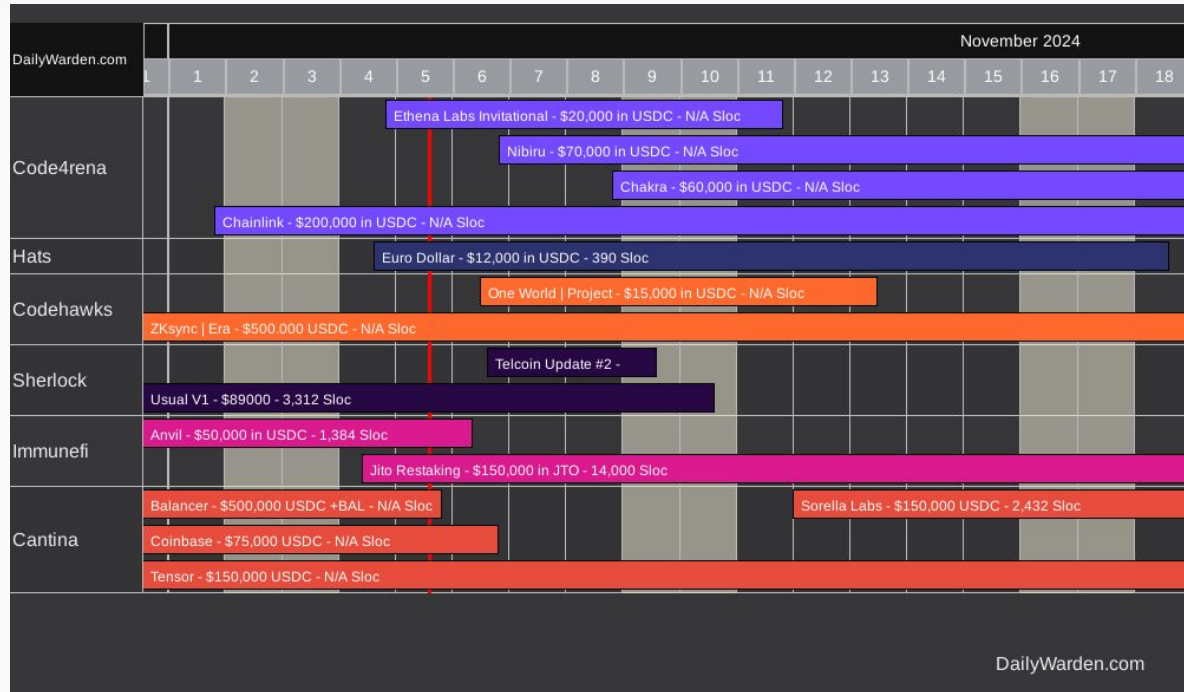 DailyWarden.com
November 2024
1 1 2 3 4 5 6 7 8 9 10 11 12 13 14 15 16 17 18
Code4rena
Ethena Labs Invitational - $20,000 in USDC - N/A Sloc
Nibiru - $70,000 in USDC - N/A Sloc
Chakra - $60,000 in USDC - N/A Sloc
Chainlink - $200,000 in USDC - N/A Sloc
Hats
Euro Dollar - $12,000 in USDC - 390 Sloc
Codehawks
One World | Project - $15,000 in USDC - N/A Sloc
ZKsync | Era - $500.000 USDC - N/A Sloc
Sherlock
Telcoin Update #2 -
Usual V1 - $89000 - 3,312 Sloc
Immunefi
Anvil - $50,000 in USDC - 1,384 Sloc
Jito Restaking - $150,000 in JTO - 14,000 Sloc
Cantina
Balancer - $500,000 USDC +BAL - N/A Sloc
Sorella Labs - $150,000 USDC - 2,432 Sloc
Coinbase - $75,000 USDC - N/A Sloc
Tensor - $150,000 USDC - N/A Sloc
DailyWarden.com